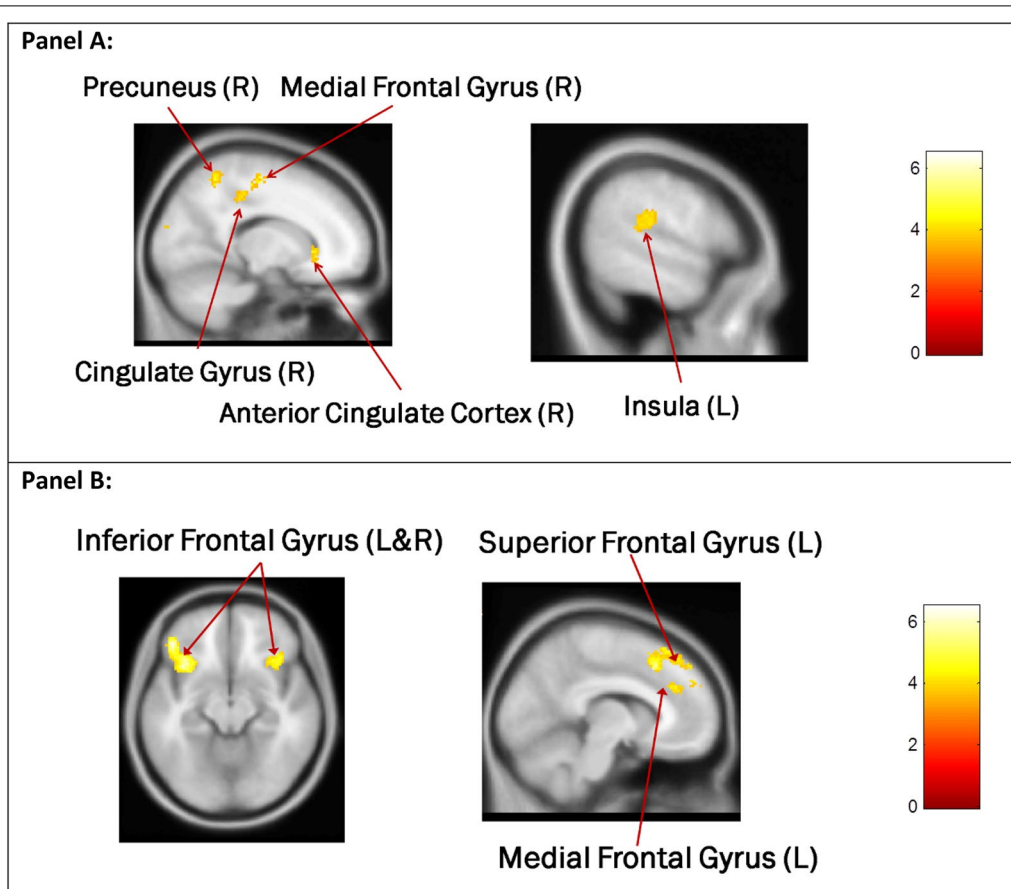 Panel A:
Precuneus (R)
Medial Frontal Gyrus (R)
6
4
2
0
Cingulate Gyrus (R)
Anterior Cingulate Cortex (R)
Insula (L)
Panel B:
Inferior Frontal Gyrus (L&R)
Superior Frontal Gyrus (L)
6
4
2
0
Medial Frontal Gyrus (L)